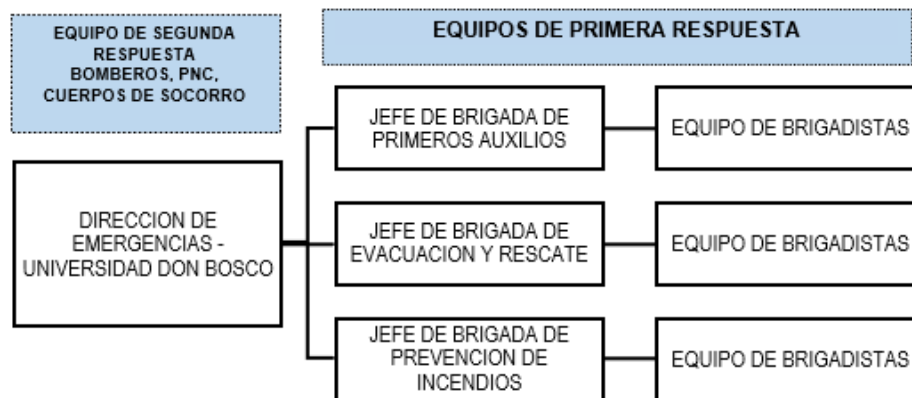 EQUIPO DE SEGUNDA
RESPUESTA
BOMBEROS, PNC,
CUERPOS DE SOCORRO
EQUIPOS DE PRIMERA RESPUESTA
JEFE DE BRIGADA DE
PRIMEROS AUXILIOS
EQUIPO DE BRIGADISTAS
DIRECCION DE
EMERGENCIAS -
UNIVERSIDAD DON BOSCO
JEFE DE BRIGADA DE
EVACUACION Y RESCATE
EQUIPO DE BRIGADISTAS
JEFE DE BRIGADA DE
PREVENCION DE
INCENDIOS
EQUIPO DE BRIGADISTAS